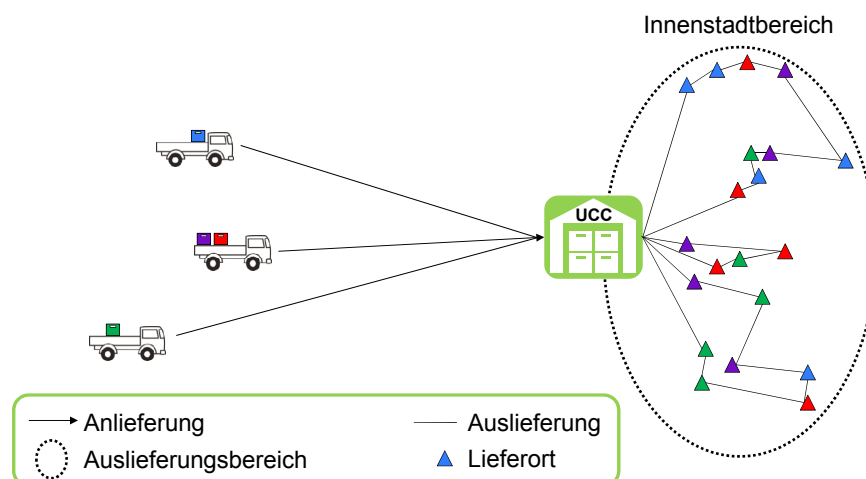 Innenstadtbereich
UCC
Anlieferung
Auslieferung
Auslieferungsbereich
Lieferort